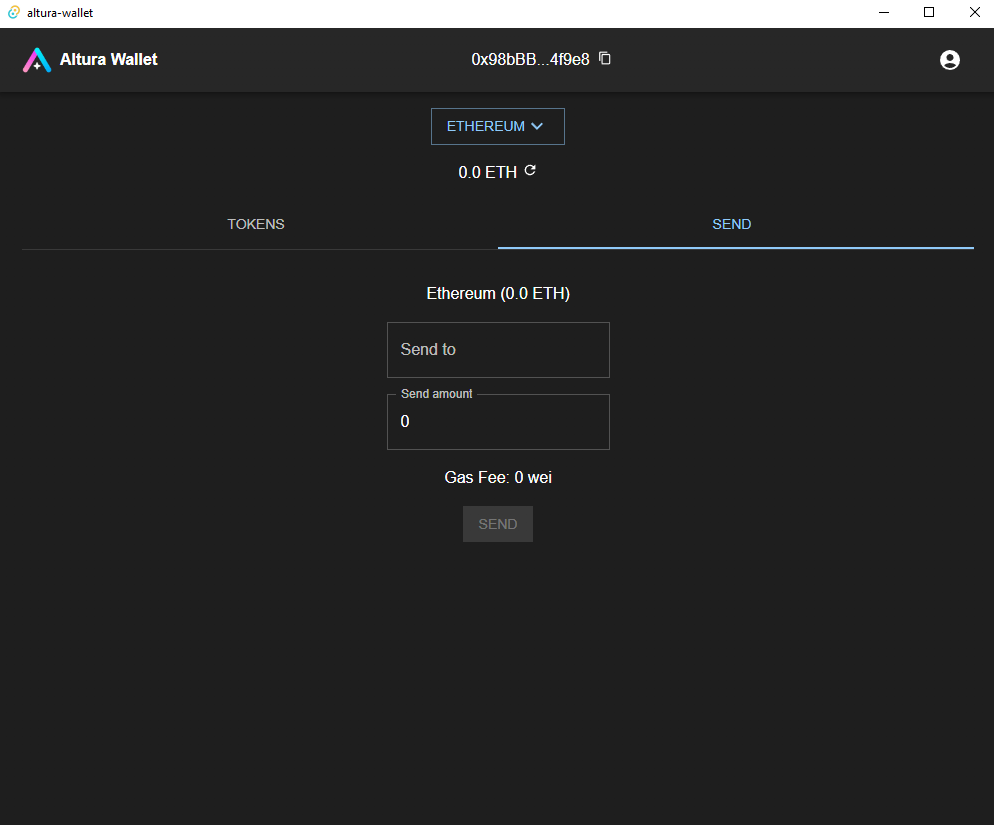 altura-wallet
Altura Wallet
0x98bBB...4f9e8
ETHEREUM
0.0 ETH
TOKENS
SEND
Ethereum (0.0 ETH)
Send to
Send amount
0
Gas Fee: 0 wei
SEND